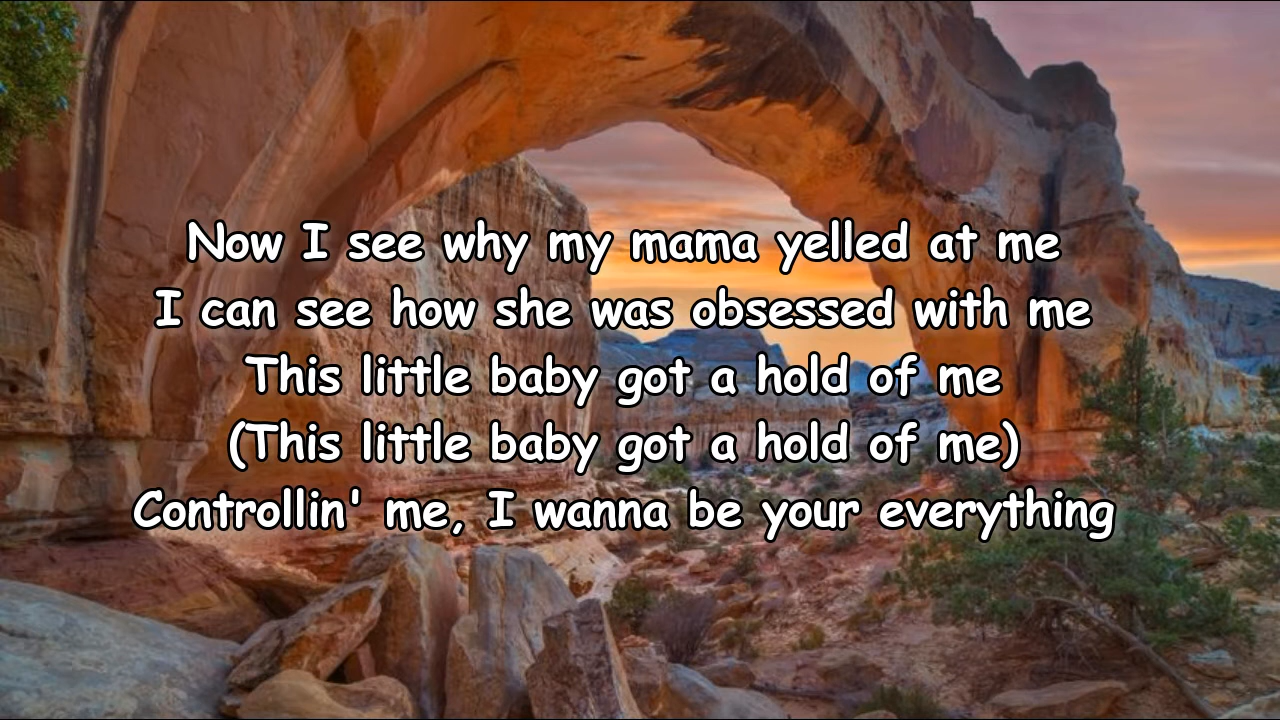 Now I see why my mama yelled at me
I can see how she was obsessed with me
This little baby got a hold of me
(This little baby got a hold of me)
Controllin' me, I wanna be your everything